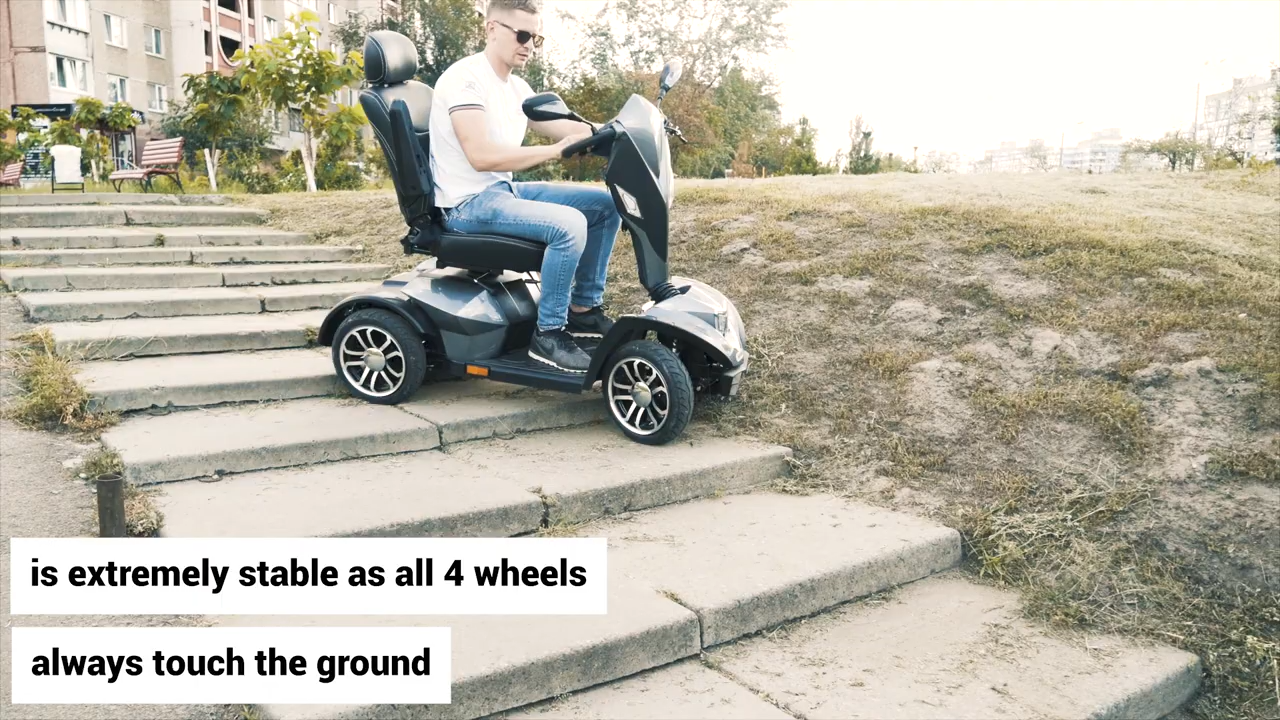 is extremely stable as all 4 wheels
always touch the ground